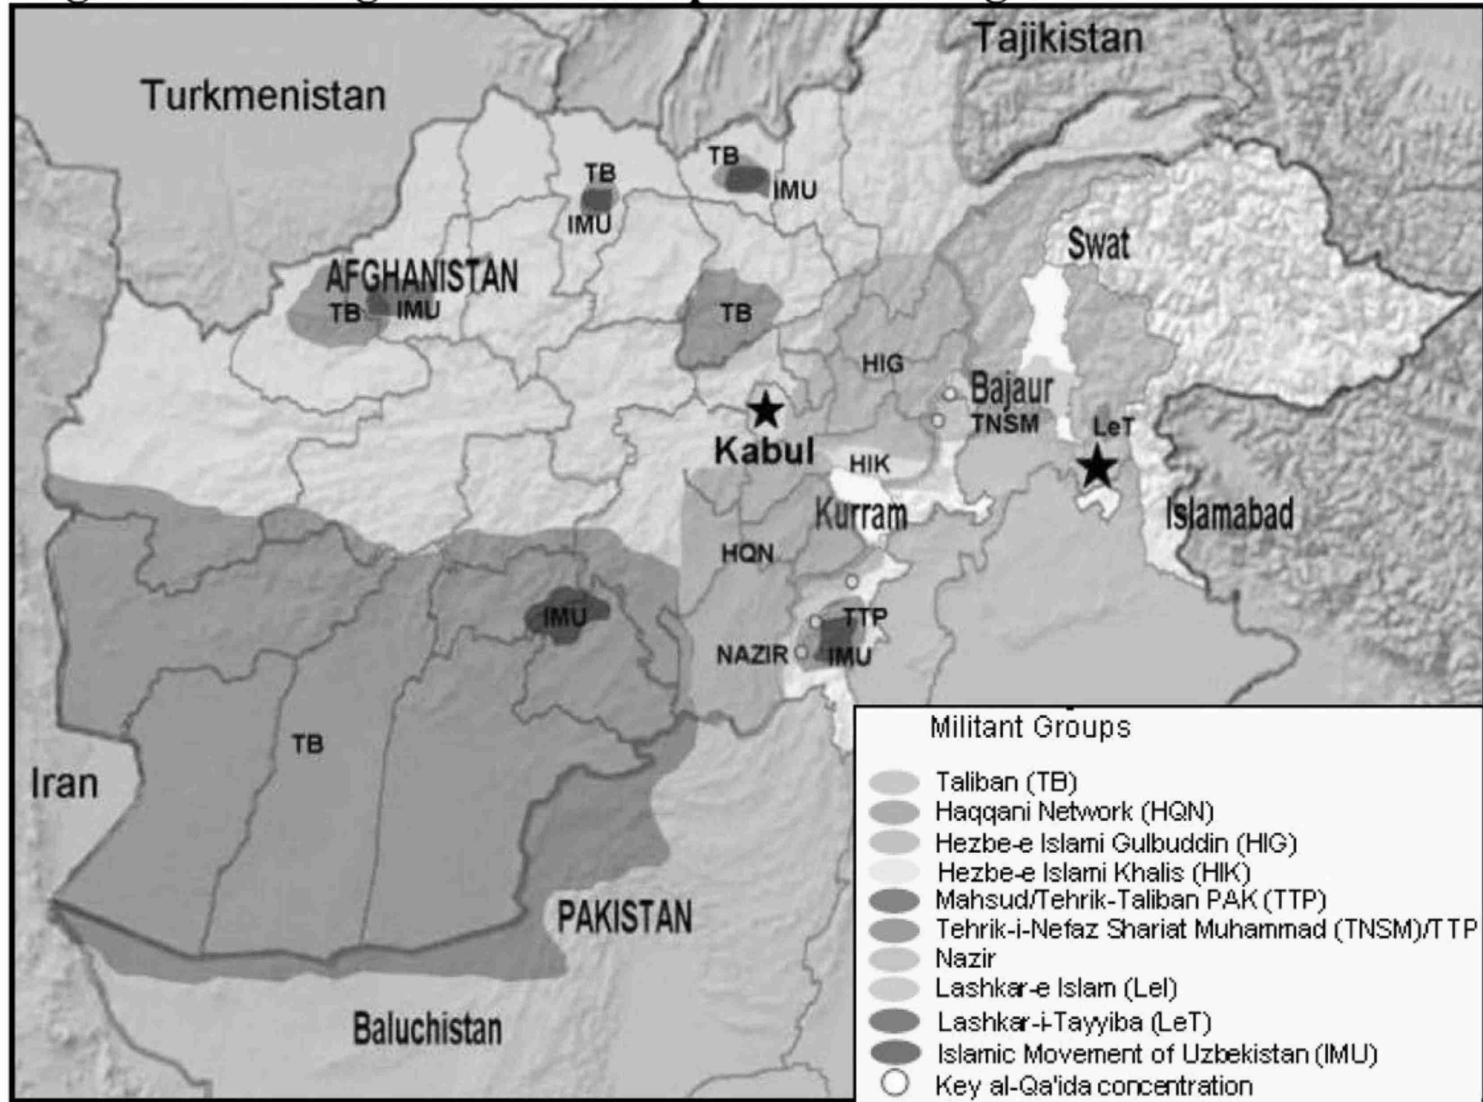 Tajikistan
Turkmenistan
TB
TB
IMU
IMU
Swat
AFGHANISTAN
TB
IMU
TB
HIG
Bajaur
TNSM
LeT
Kabul
HIK
Kurram
Islamabad
HQN
IMU
TTP
NAZIR
IMU
TB
Iran
PAKISTAN
Baluchistan
Militant Groups
Taliban (TB)
Haqqani Network (HQN)
Hezbe-e Islami Gulbuddin (HIG)
Hezbe-e Islami Khalis (HIK)
Mahsud/Tehrik-Taliban PAK (TTP)
Tehrik-i-Nefaz Shariat Muhammad (TNSM)/TTP
Nazir
Lashkar-e Islam (LeI)
Lashkar-i-Tayyiba (LeT)
Islamic Movement of Uzbekistan (IMU)
Key al-Qa'ida concentration